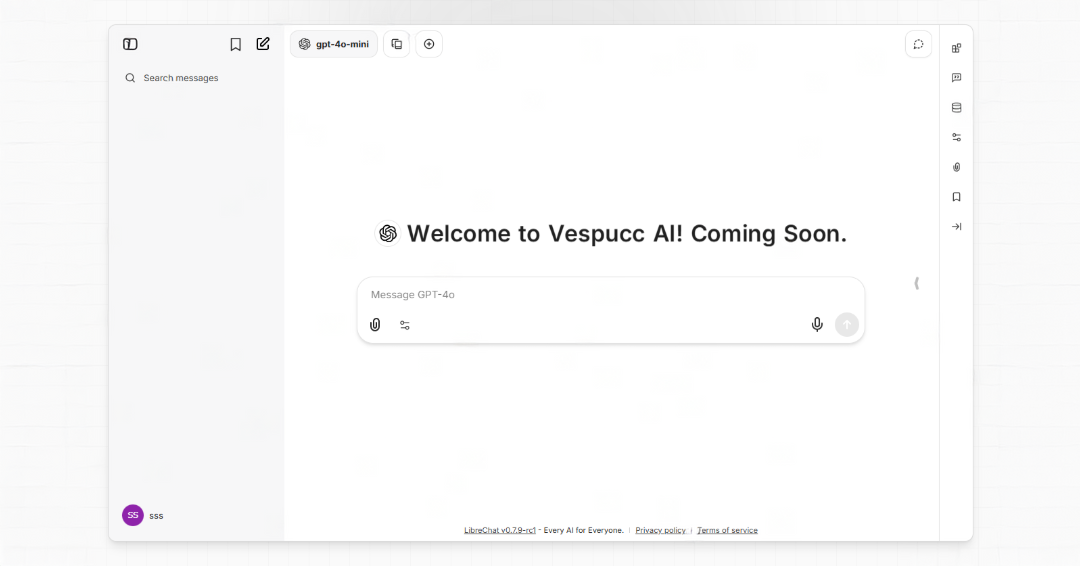 gpt-4o-mini
Search messages
Welcome to Vespucc AI! Coming Soon.
Message GPT-4o
SS sss
LibreChat v0.7.9-rc1 - Every AI for Everyone. | Privacy policy | Terms of service